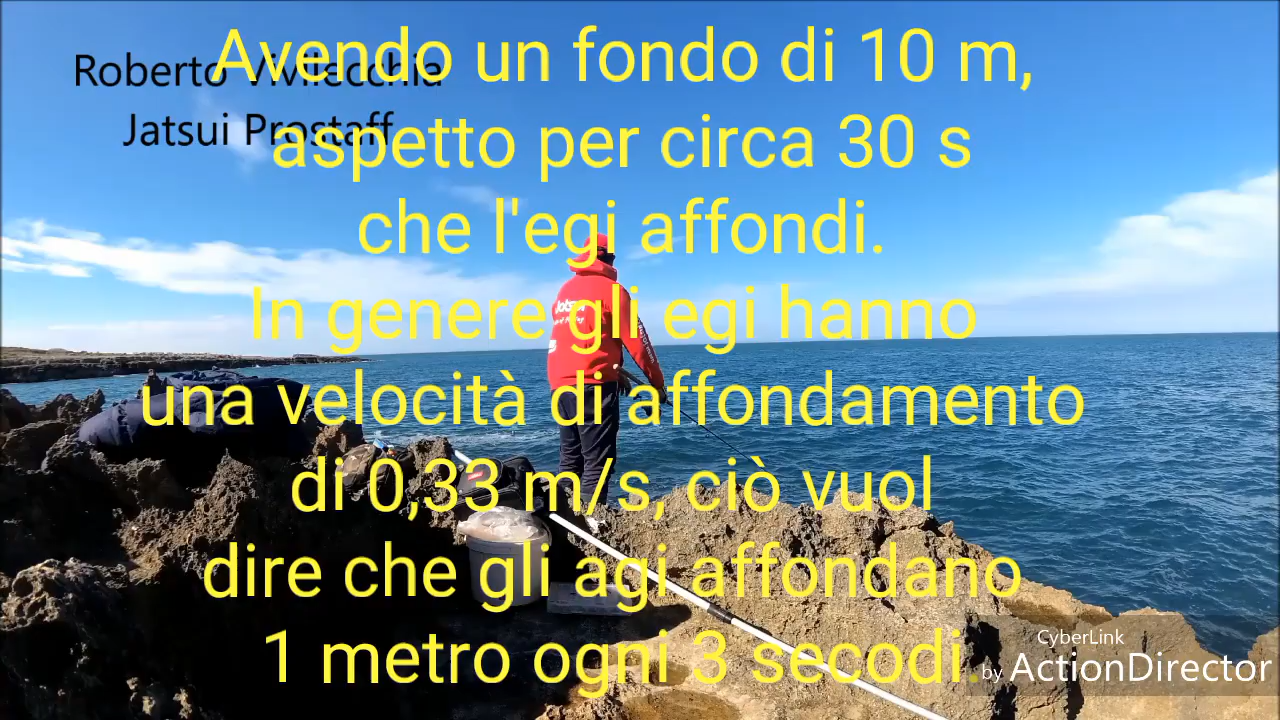 Roberto Vivilecchia
Jatsui Prostaff
Avendo un fondo di 10 m,
aspetto per circa 30 s
che l'egi affondi.
In genere gli egi hanno
una velocità di affondamento
di 0,33 m/s, ciò vuol
dire che gli agi affondano
1 metro ogni 3 secodi.
CyberLink
by ActionDirector